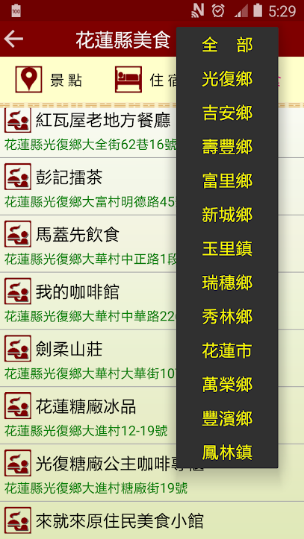 5:29
花蓮縣美食
景點
住宿
紅瓦屋老地方餐廳
花蓮縣光復鄉大全街62巷16號
彭記擂茶
花蓮縣光復鄉大富村明德路45
馬蓋先飲食
花蓮縣光復鄉大華村中正路1段
我的咖啡館
花蓮縣光復鄉大華村中華路22
劍柔山莊
花蓮縣光復鄉大華村大華街10
花蓮糖廠冰品
花蓮縣光復鄉大進村12-19號
光復糖廠公主咖啡專
花蓮縣光復鄉大進村糖廠街19號
來就來原住民美食小館
全 部
光復鄉
吉安鄉
壽豐鄉
富里鄉
新城鄉
玉里鎮
瑞穗鄉
秀林鄉
花蓮市
萬榮鄉
豐濱鄉
鳳林鎮